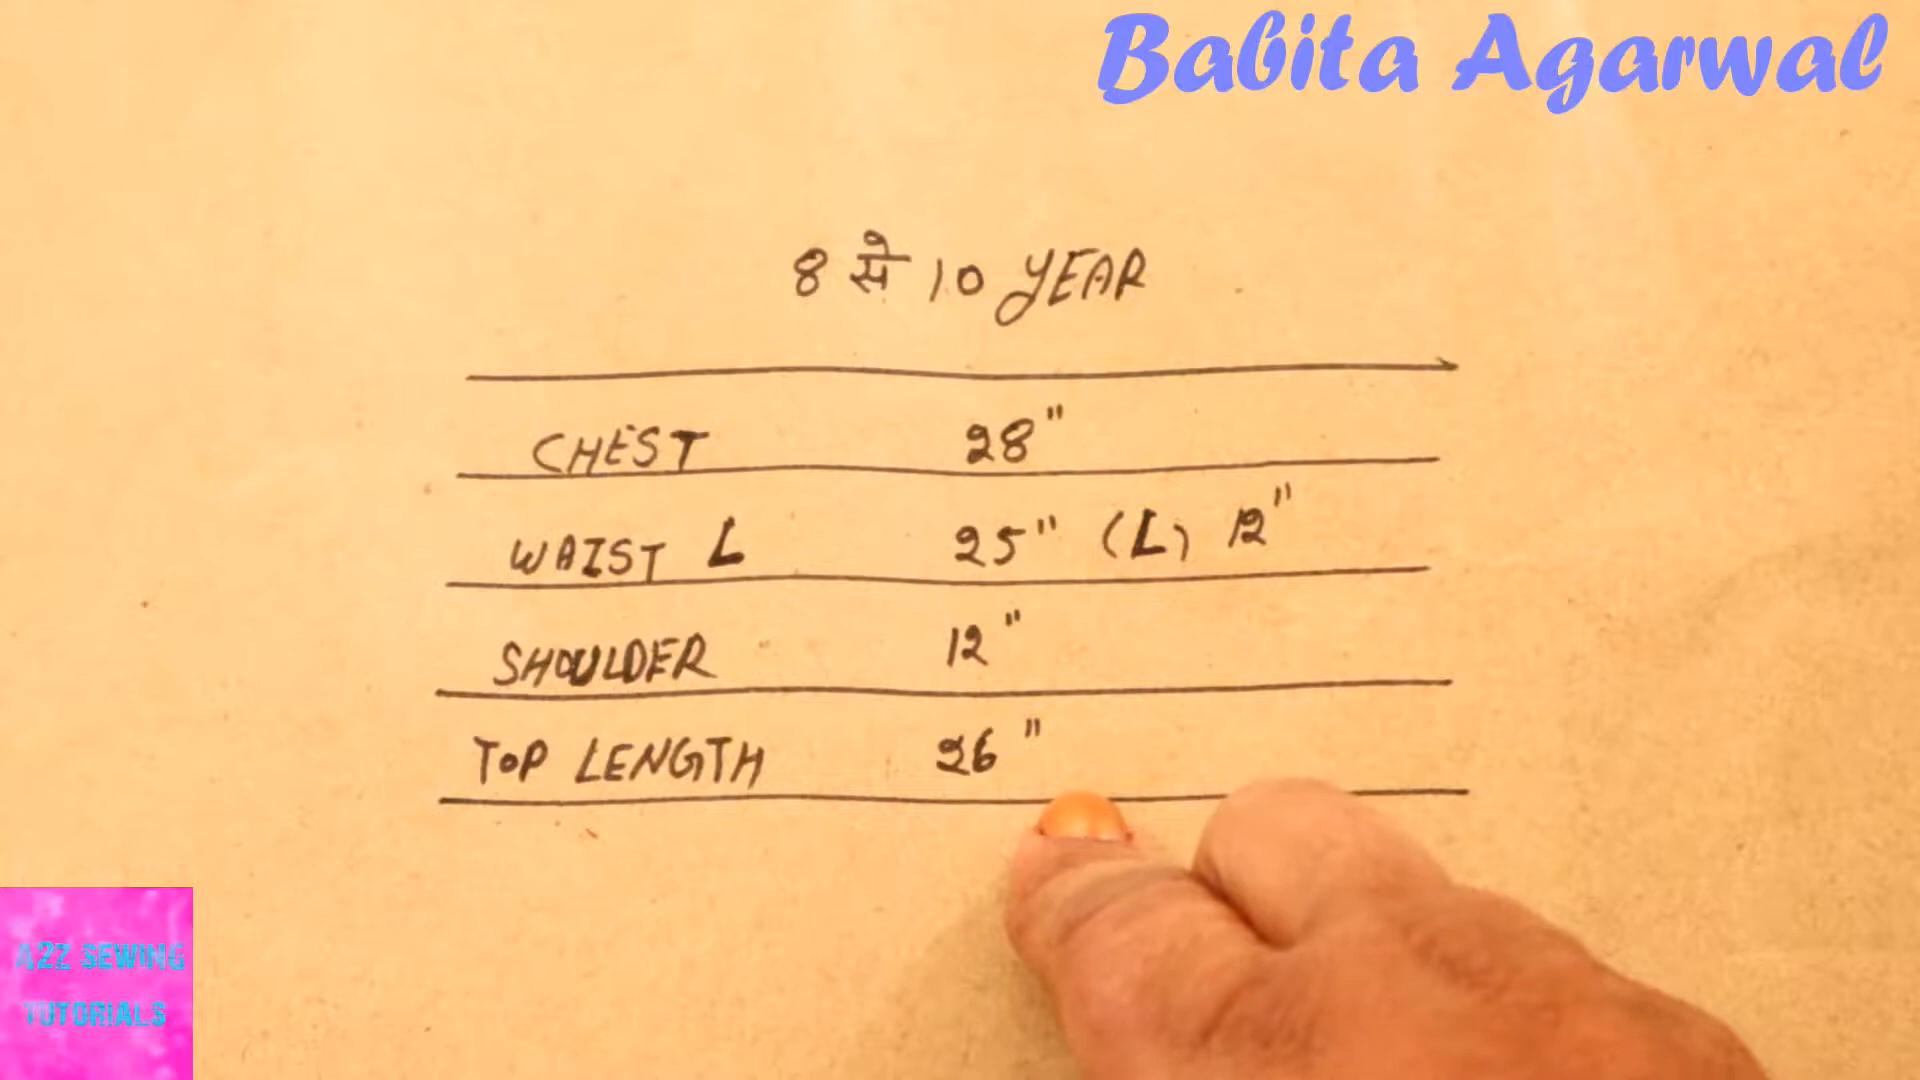 Babita Agarwal
8 से 10 YEAR
CHEST 28"
WAIST L 25" (L) 12"
SHOULDER 12"
TOP LENGTH 26"
A2Z SEWING
TUTORIALS